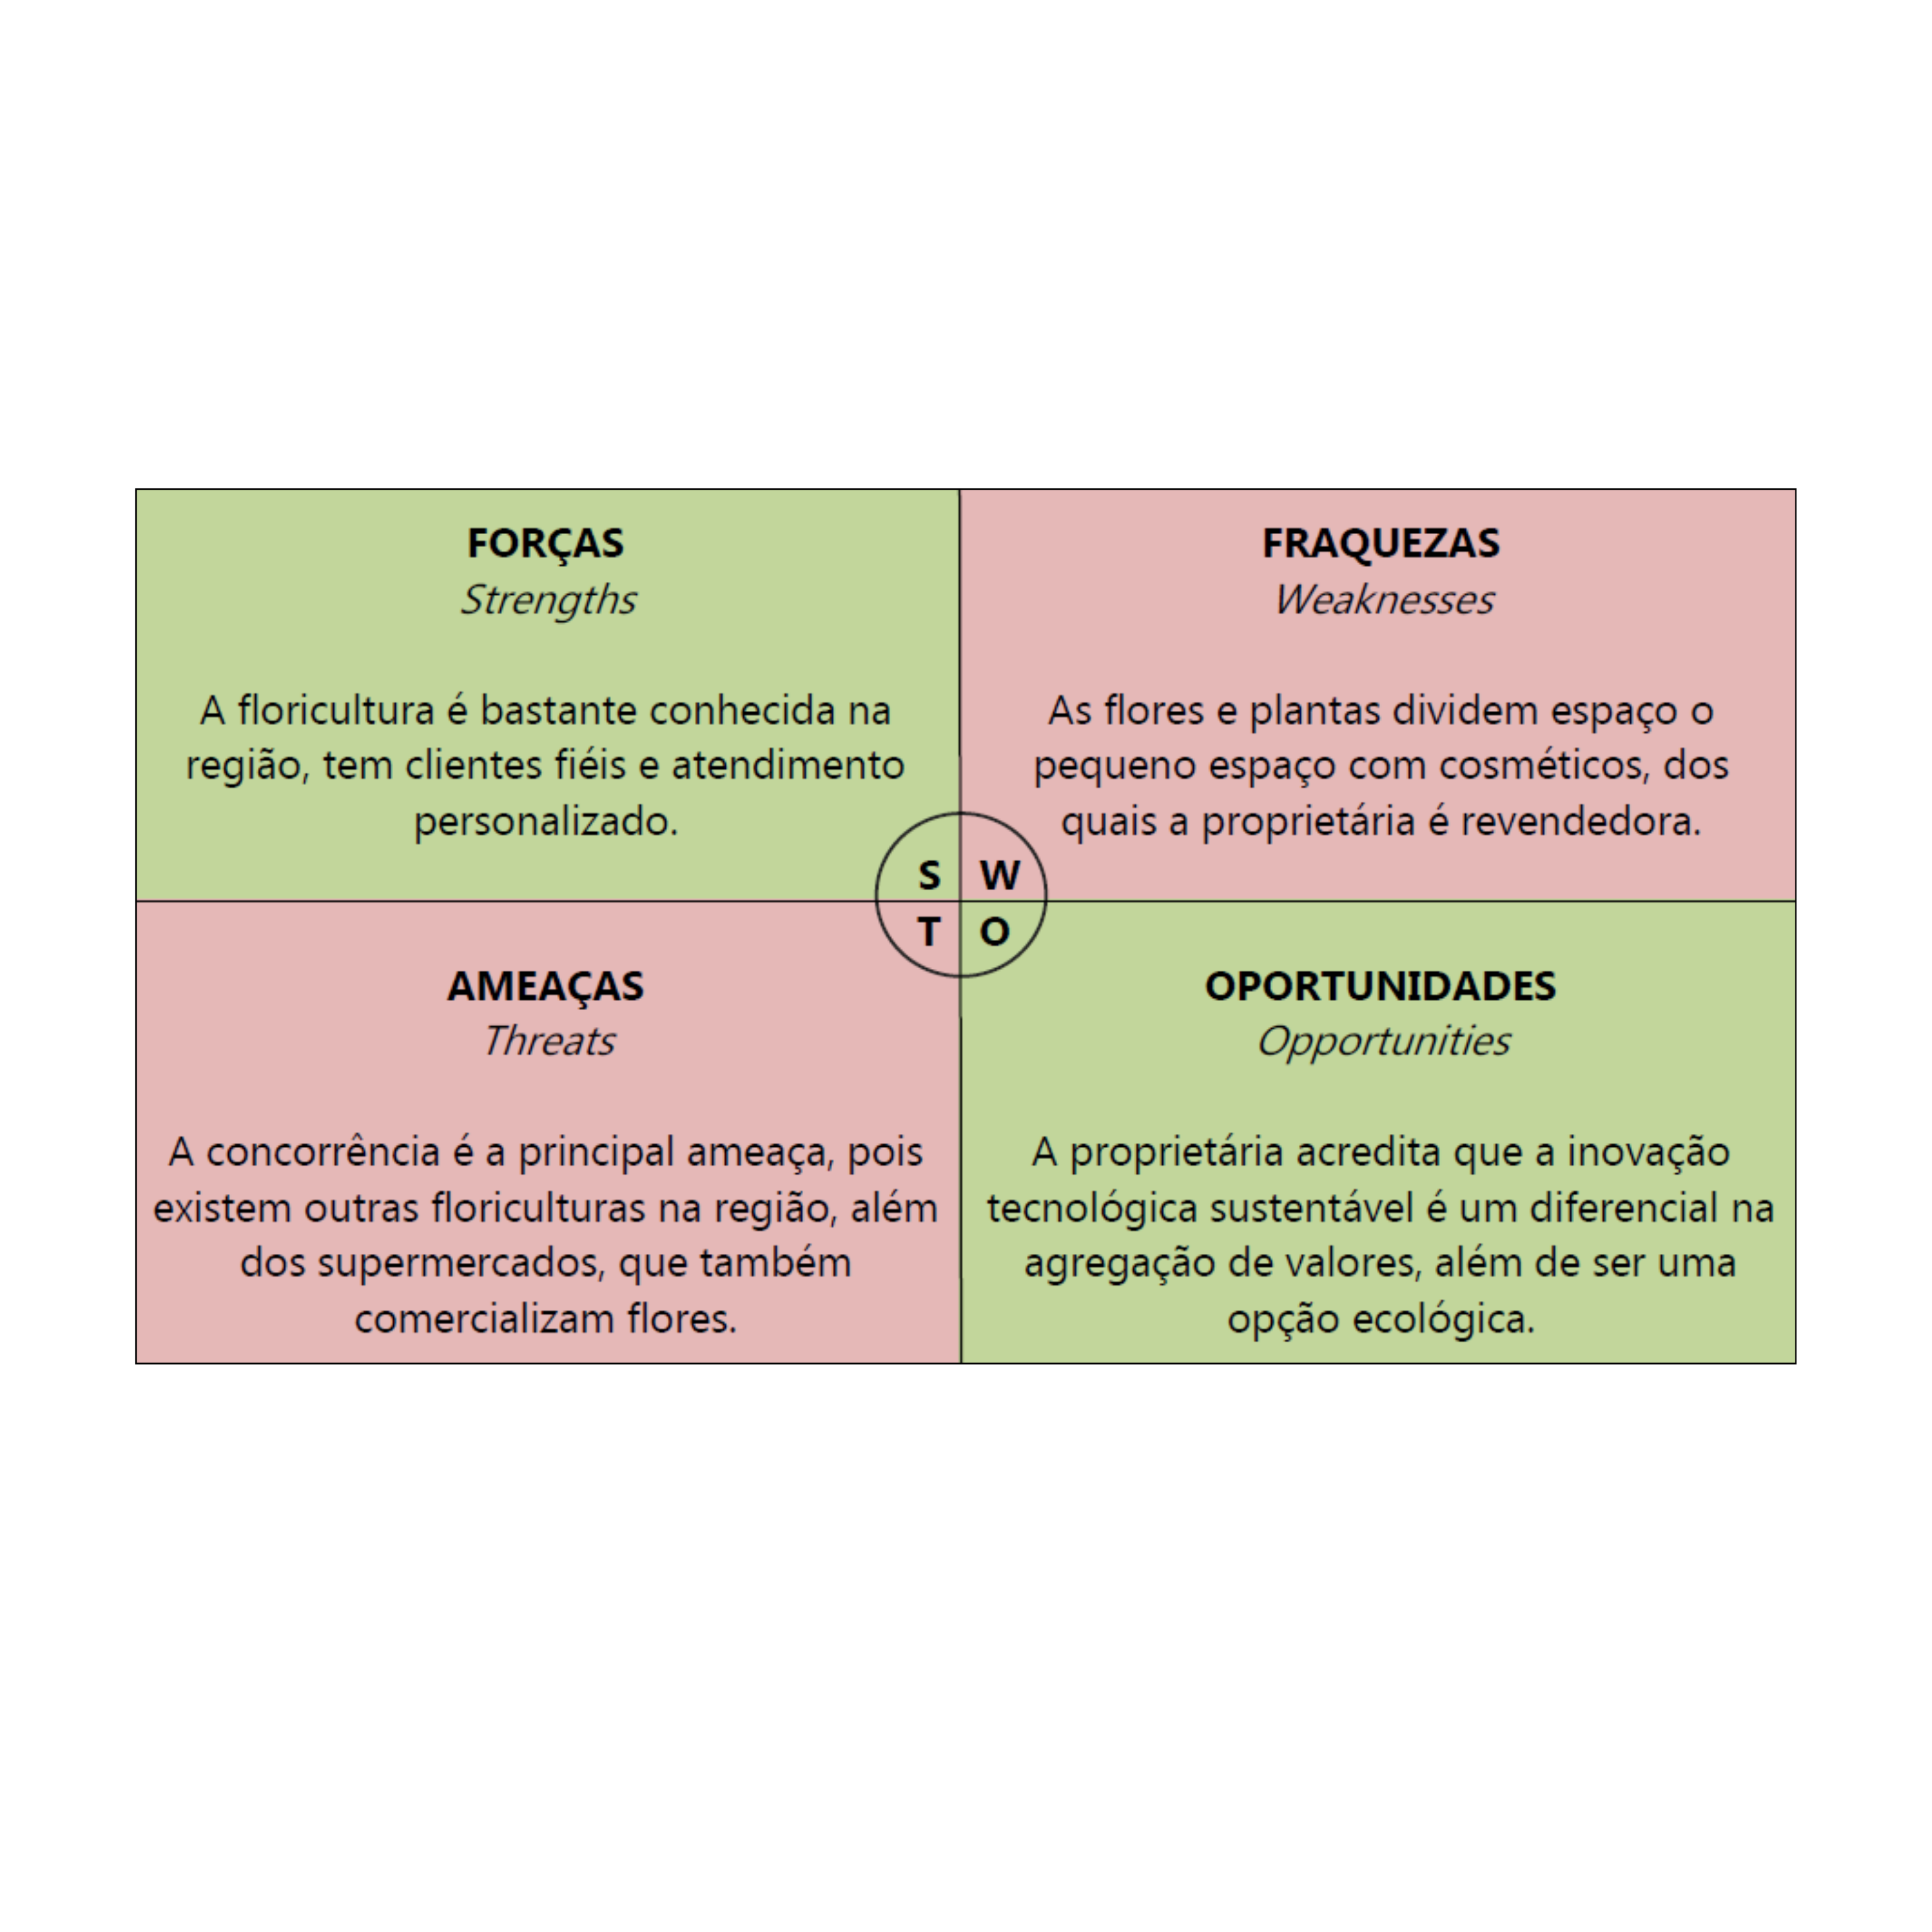 FORÇAS
Strengths
A floricultura é bastante conhecida na
região, tem clientes fiéis e atendimento
personalizado.
FRAQUEZAS
Weaknesses
As flores e plantas dividem espaço o
pequeno espaço com cosméticos, dos
quais a proprietária é revendedora.
S W
T O
AMEAÇAS
Threats
A concorrência é a principal ameaça, pois
existem outras floriculturas na região, além
dos supermercados, que também
comercializam flores.
OPORTUNIDADES
Opportunities
A proprietária acredita que a inovação
tecnológica sustentável é um diferencial na
agregação de valores, além de ser uma
opção ecológica.